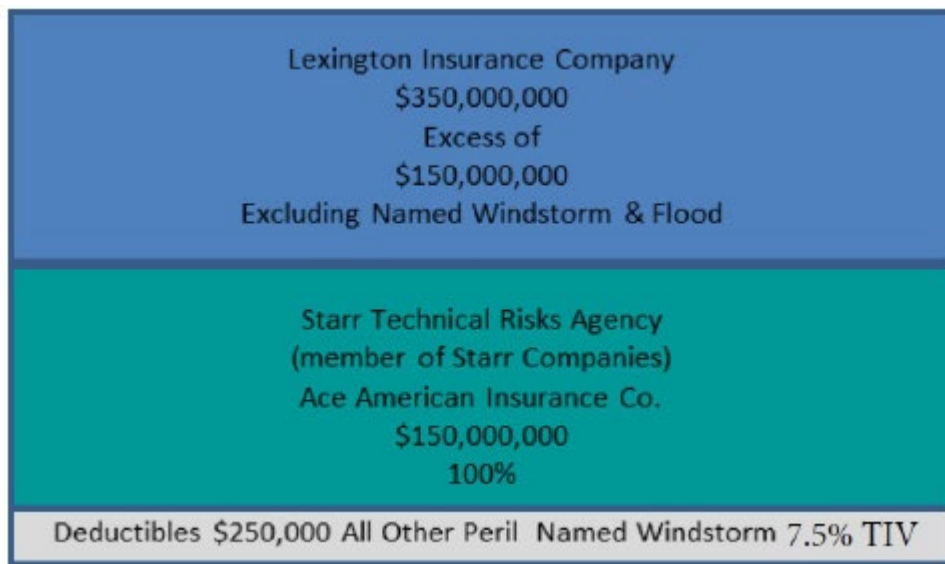 Lexington Insurance Company
$350,000,000
Excess of
$150,000,000
Excluding Named Windstorm & Flood
Starr Technical Risks Agency
(member of Starr Companies)
Ace American Insurance Co.
$150,000,000
100%
Deductibles $250,000 All Other Peril Named Windstorm 7.5% TIV